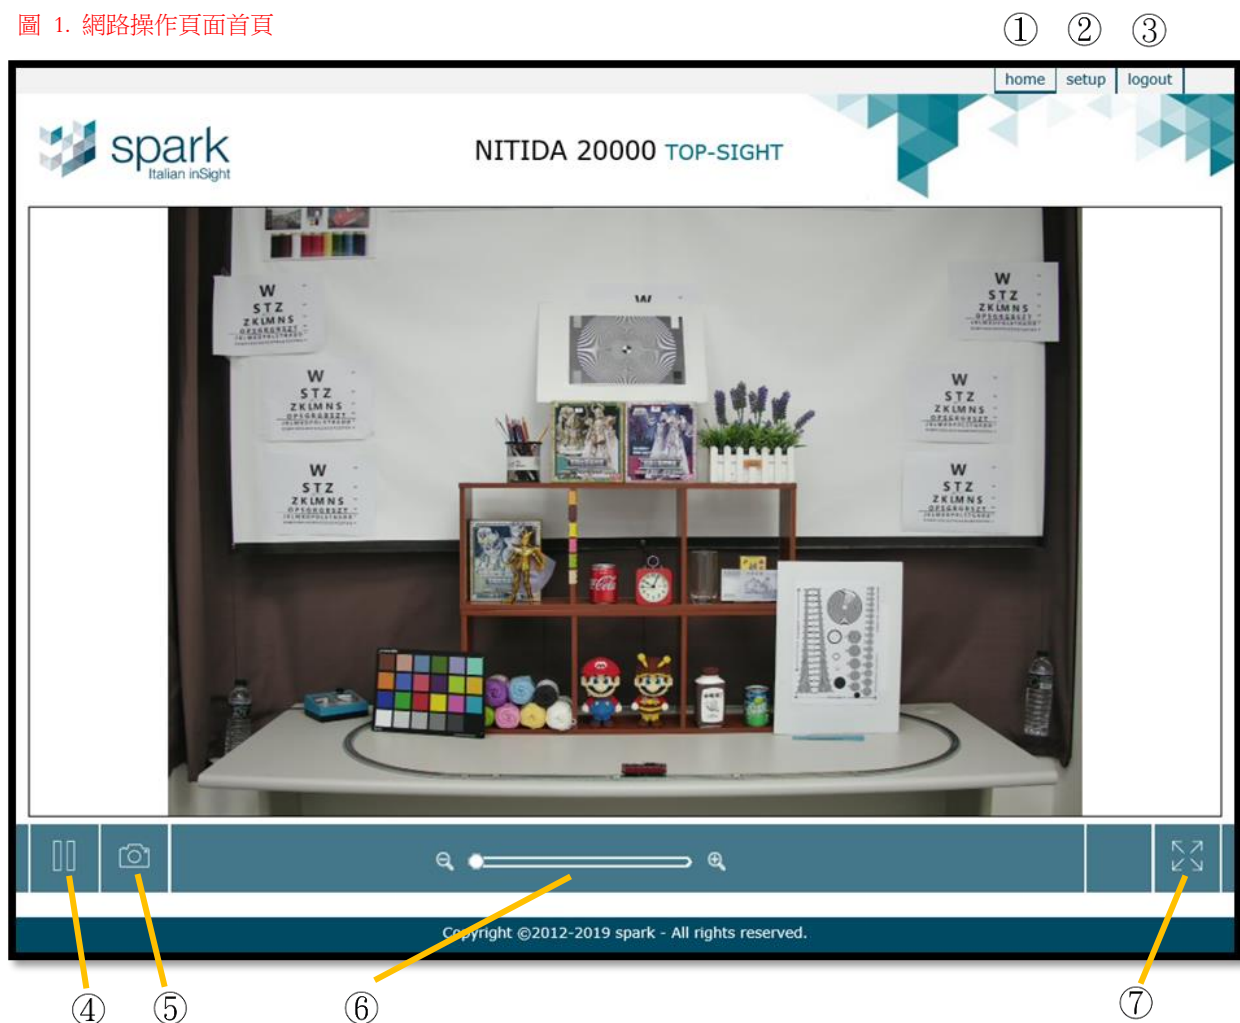 圖 1. 網路操作頁面首頁
① ② ③
home setup logout
spark
Italian inSight
NITIDA 20000 TOP-SIGHT
W
STZ
ZKLMNS
W
STZ
ZKLMNS
W
STZ
ZKLMNS
W
STZ
ZKLMNS
W
STZ
ZKLMNS
W
STZ
ZKLMNS
W
Coca-Cola
Copyright ©2012-2019 spark - All rights reserved.
④ ⑤ ⑥ ⑦